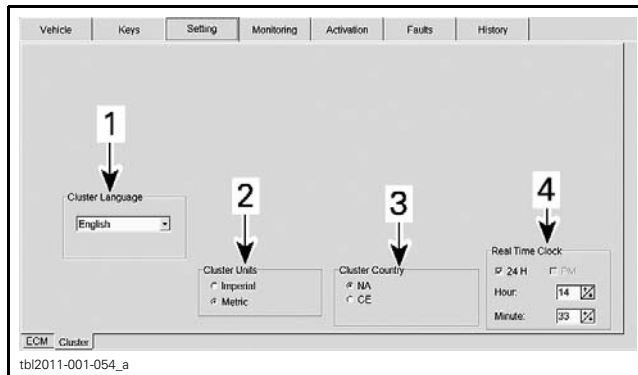 Vehicle Keys Setting Monitoring Activation Faults History
1
2
3
4
Cluster Language
English
Cluster Units
Imperial
Metric
Cluster Country
NA
CE
Real Time Clock
24 H PM
Hour: 14
Minute: 33
ECM Cluster
tbl2011-001-054_a